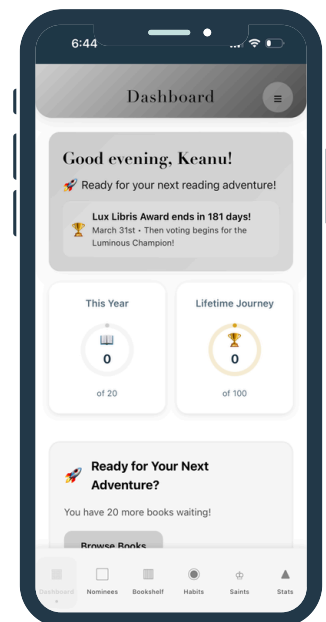 6:44
Dashboard
Good evening, Keanu!
🚀 Ready for your next reading adventure!
🏆 Lux Libris Award ends in 181 days!
March 31st • Then voting begins for the
Luminous Champion!
This Year
📖
0
of 20
Lifetime Journey
🏆
0
of 100
🚀 Ready for Your Next
Adventure?
You have 20 more books waiting!
Browse Books
Dashboard Nominees Bookshelf Habits Saints Stats